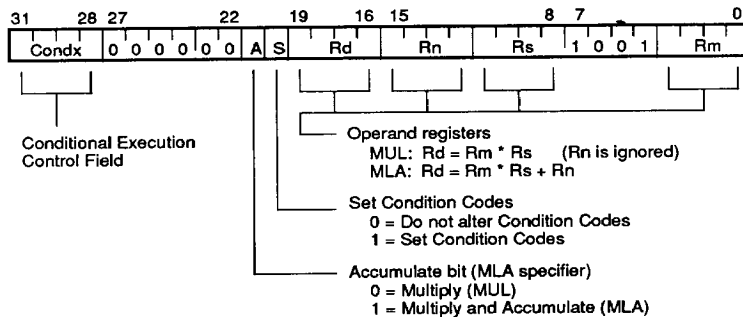 31 28 27 22 19 16 15 8 7 0
Condx 0 0 0 0 0 0 A S Rd Rn Rs 1 0 0 1 Rm
Conditional Execution
Control Field
Operand registers
MUL: Rd = Rm * Rs (Rn is ignored)
MLA: Rd = Rm * Rs + Rn
Set Condition Codes
0 = Do not alter Condition Codes
1 = Set Condition Codes
Accumulate bit (MLA specifier)
0 = Multiply (MUL)
1 = Multiply and Accumulate (MLA)